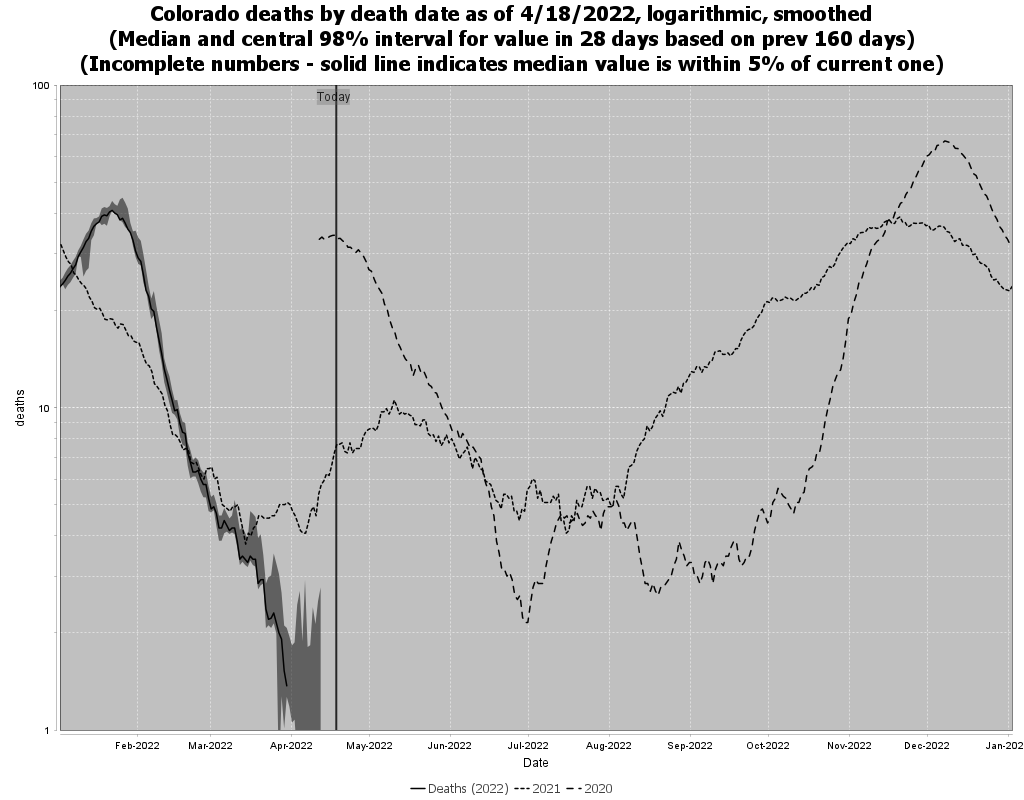 Colorado deaths by death date as of 4/18/2022, logarithmic, smoothed
(Median and central 98% interval for value in 28 days based on prev 160 days)
(Incomplete numbers - solid line indicates median value is within 5% of current one)
100
Today
deaths
10
1
Feb-2022 Mar-2022 Apr-2022 May-2022 Jun-2022 Jul-2022 Aug-2022 Sep-2022 Oct-2022 Nov-2022 Dec-2022 Jan-202
Date
Deaths (2022) 2021 2020